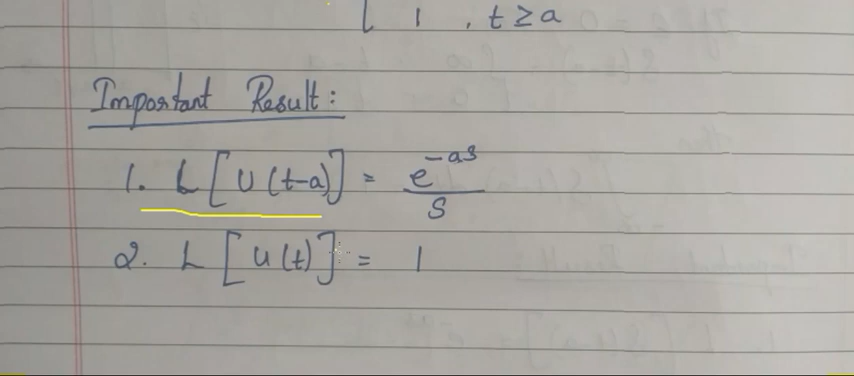 1 , t ≥ a
Important Result:
1. L[U(t-a)] = e^{-as}/s
2. L[u(t)] = 1